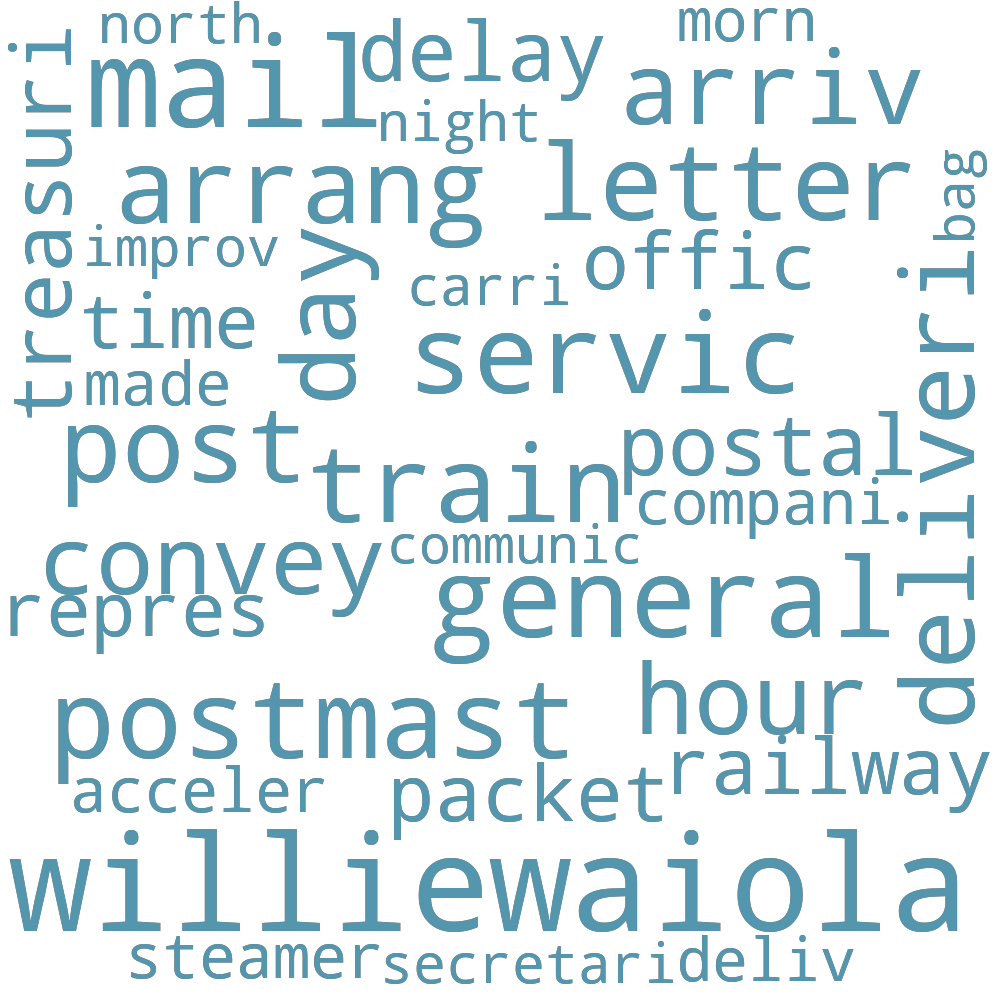 north
morn
mail
delay
arriv
treasuri
night
arrang
letter
bag
improv
day
carri
offic
time
servic
made
deliveri
post
train
postal
compani
convey
communic
repres
general
postmast
hour
railway
acceler
packet
williewaiola
steamer
secretari
deliv